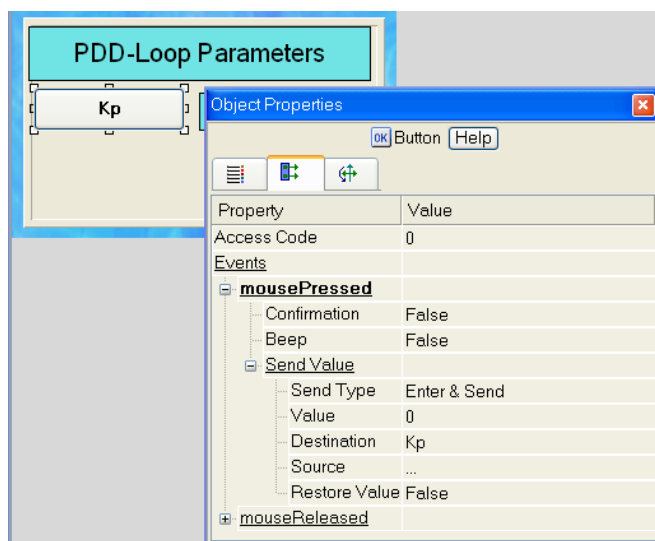 PDD-Loop Parameters
Kp
Object Properties
OK Button Help
Property Value
Access Code 0
Events
mousePressed
Confirmation False
Beep False
Send Value
Send Type Enter & Send
Value 0
Destination Kp
Source ...
Restore Value False
mouseReleased